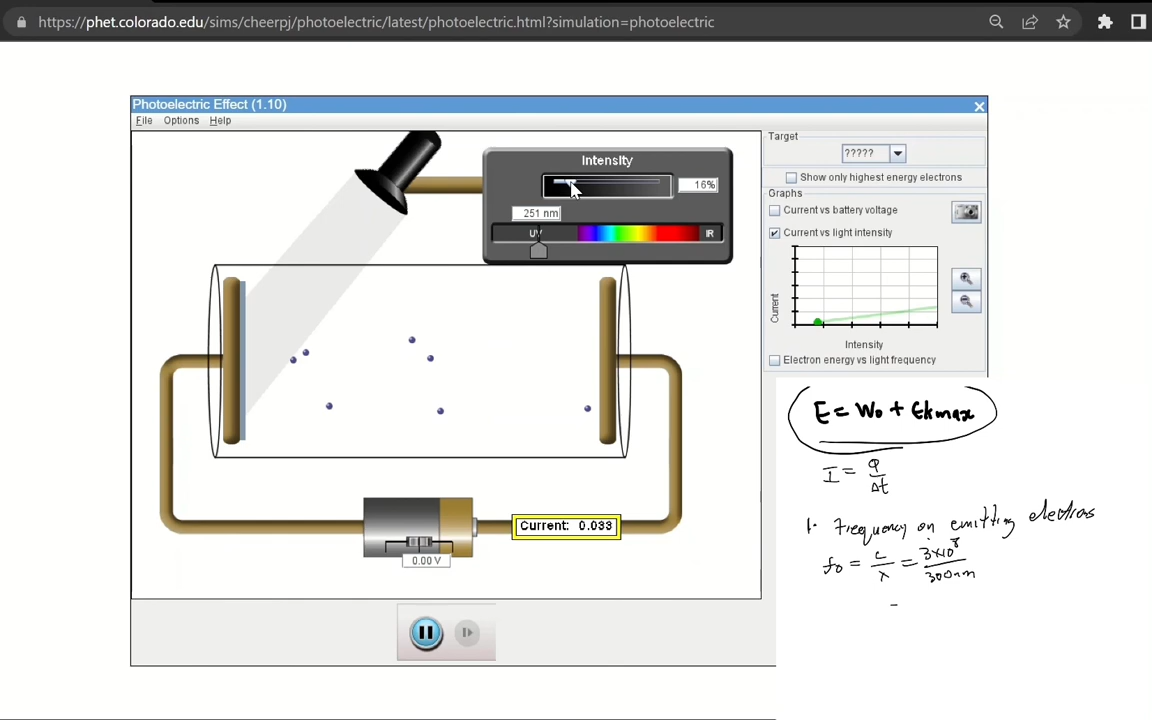 https://phet.colorado.edu/sims/cheerpj/photoelectric/latest/photoelectric.html?simulation=photoelectric
Photoelectric Effect (1.10)
File Options Help
Intensity
16%
251 nm
UV
IR
Target
?????
Show only highest energy electrons
Graphs
Current vs battery voltage
Current vs light intensity
Current
Intensity
Electron energy vs light frequency
Current: 0.033
0.00 V
E = W₀ + Ekmax
I = Q/Δt
1. Frequency on emitting electrons
f₀ = c/λ = 3×10⁸/300nm